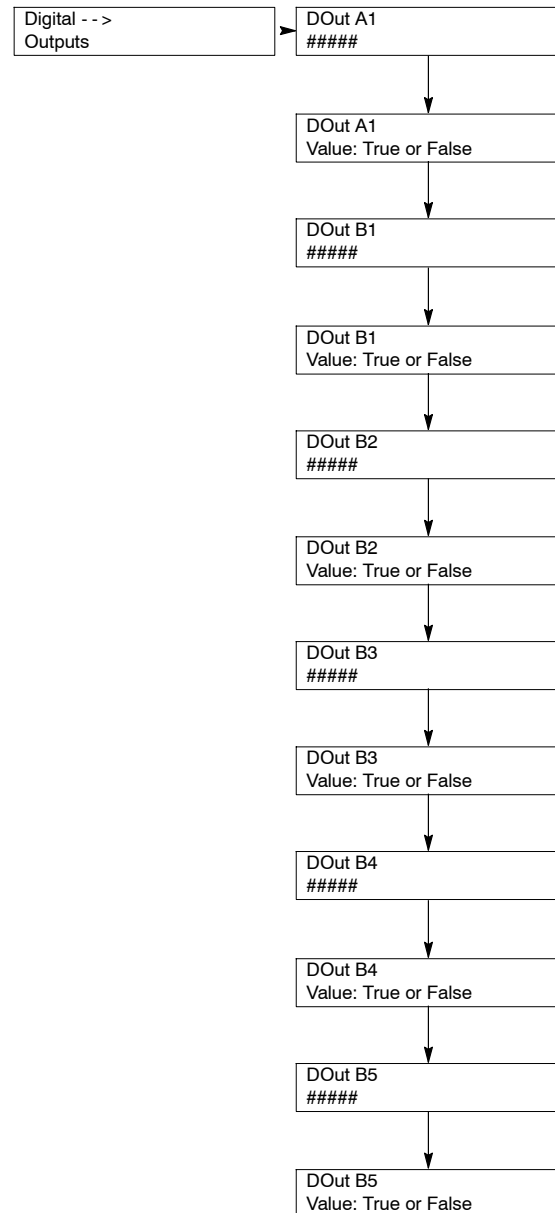 Digital - - >
Outputs
DOut A1
#####
DOut A1
Value: True or False
DOut B1
#####
DOut B1
Value: True or False
DOut B2
#####
DOut B2
Value: True or False
DOut B3
#####
DOut B3
Value: True or False
DOut B4
#####
DOut B4
Value: True or False
DOut B5
#####
DOut B5
Value: True or False